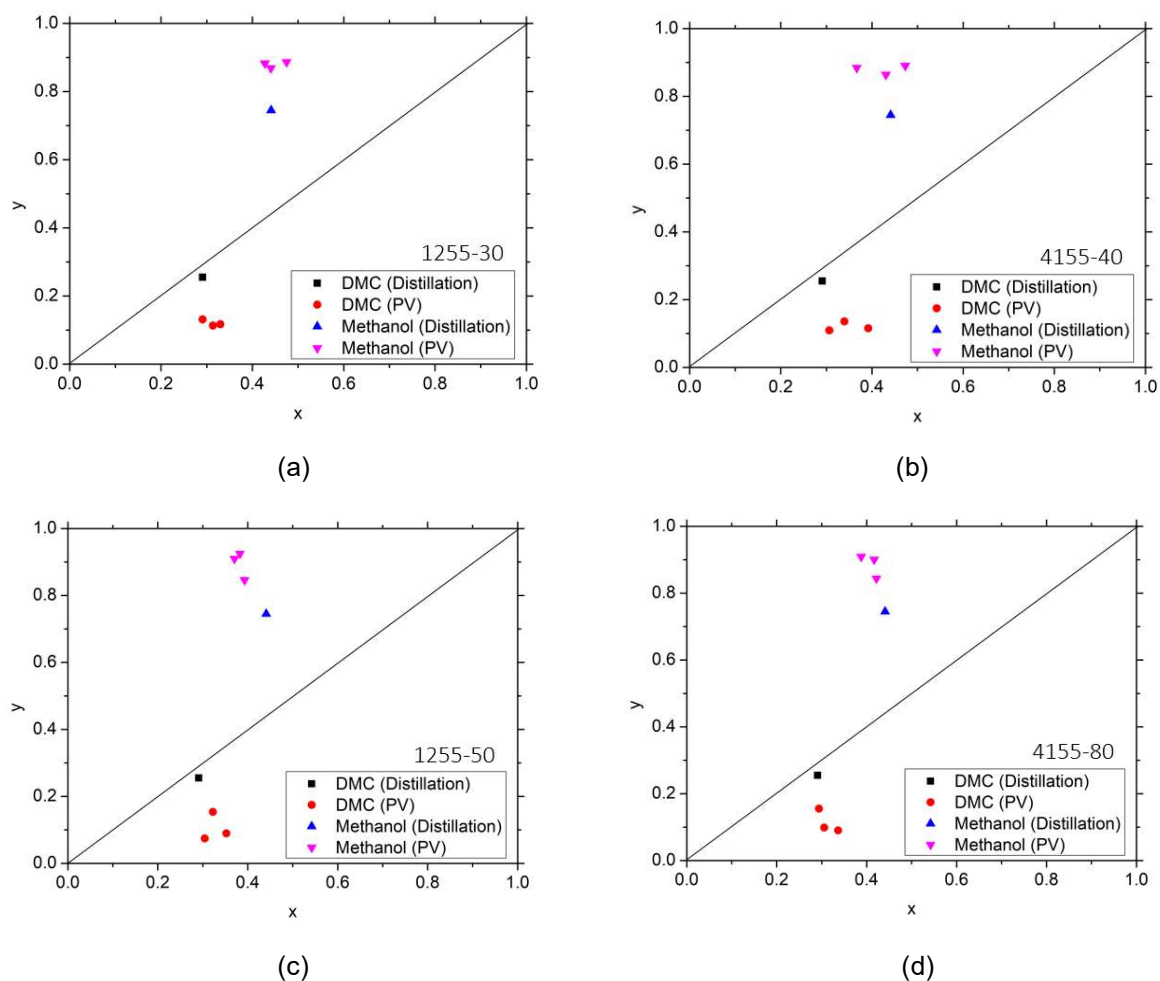 1.0
0.8
0.6
0.4
0.2
0.0
y
1255-30
DMC (Distillation)
DMC (PV)
Methanol (Distillation)
Methanol (PV)
0.0 0.2 0.4 0.6 0.8 1.0
x
(a)
1.0
0.8
0.6
0.4
0.2
0.0
y
4155-40
DMC (Distillation)
DMC (PV)
Methanol (Distillation)
Methanol (PV)
0.0 0.2 0.4 0.6 0.8 1.0
x
(b)
1.0
0.8
0.6
0.4
0.2
0.0
y
1255-50
DMC (Distillation)
DMC (PV)
Methanol (Distillation)
Methanol (PV)
0.0 0.2 0.4 0.6 0.8 1.0
x
(c)
1.0
0.8
0.6
0.4
0.2
0.0
y
4155-80
DMC (Distillation)
DMC (PV)
Methanol (Distillation)
Methanol (PV)
0.0 0.2 0.4 0.6 0.8 1.0
x
(d)